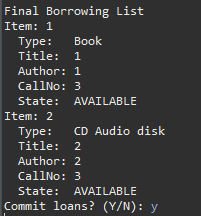 Final Borrowing List
Item: 1
  Type:   Book
  Title:  1
  Author: 1
  CallNo: 3
  State:  AVAILABLE
Item: 2
  Type:   CD Audio disk
  Title:  2
  Author: 2
  CallNo: 3
  State:  AVAILABLE
Commit loans? (Y/N): y